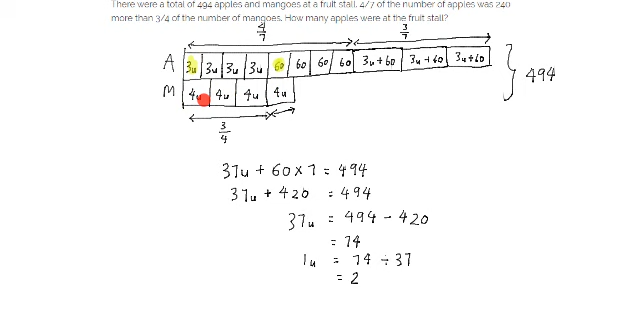 There were a total of 494 apples and mangoes at a fruit stall. 4/7 of the number of apples was 240
more than 3/4 of the number of mangoes. How many apples were at the fruit stall?
4/7 3/7
A 3u 3u 3u 3u 60 60 60 60 3u+60 3u+60 3u+60
494
M 4u 4u 4u 4u
3/4
37u + 60 × 7 = 494
37u + 420 = 494
37u = 494 - 420
= 74
1u = 74 ÷ 37
= 2